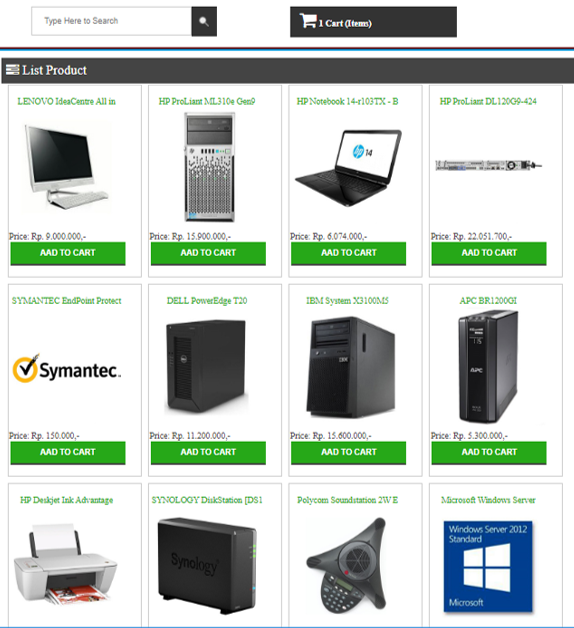 Type Here to Search
1 Cart (Items)
List Product
LENOVO IdeaCentre All in
HP ProLiant ML310e Gen9
HP Notebook 14-r103TX - B
HP ProLiant DL120G9-424
hp
14
Price: Rp. 9.000.000,-
Price: Rp. 15.900.000,-
Price: Rp. 6.074.000,-
Price: Rp. 22.051.700,-
AAD TO CART
AAD TO CART
AAD TO CART
AAD TO CART
SYMANTEC EndPoint Protect
DELL PowerEdge T20
IBM System X3100M5
APC BR1200GI
Symantec.
IBM
APC
Price: Rp. 150.000,-
Price: Rp. 11.200.000,-
Price: Rp. 15.600.000,-
Price: Rp. 5.300.000,-
AAD TO CART
AAD TO CART
AAD TO CART
AAD TO CART
HP Deskjet Ink Advantage
SYNOLOGY DiskStation [DS1
Polycom Soundstation 2W E
Microsoft Windows Server
Synology
Windows Server 2012
Standard
Microsoft